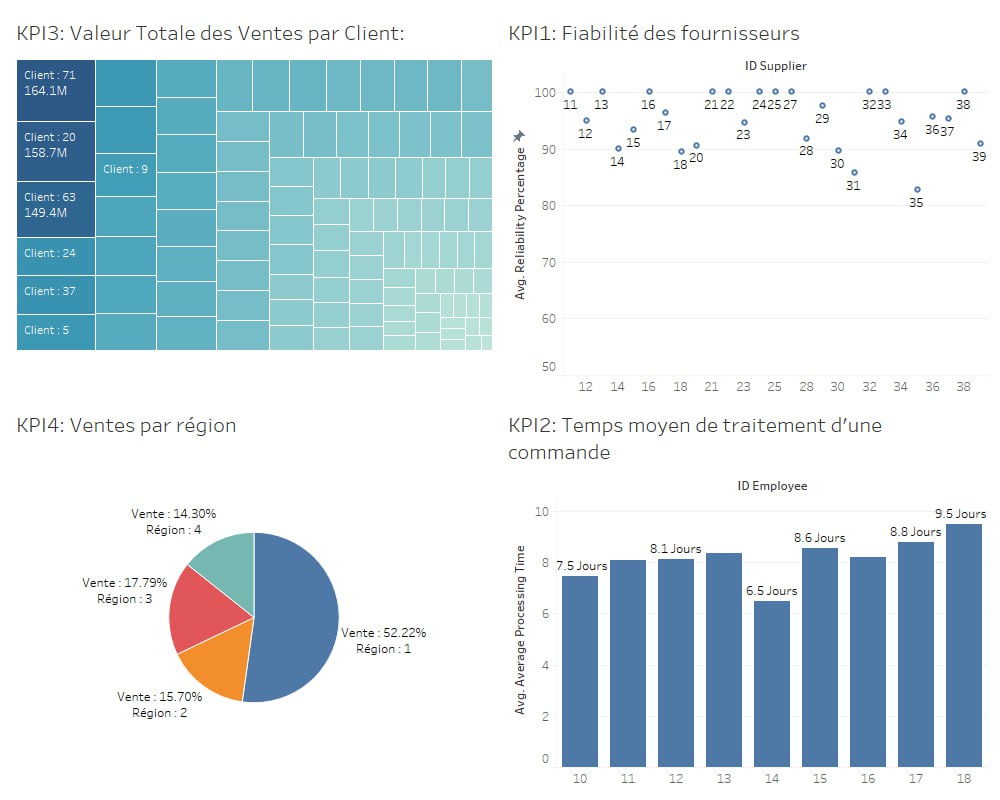 KPI3: Valeur Totale des Ventes par Client:
Client : 71
164.1M
Client : 20
158.7M
Client : 63
149.4M
Client : 24
Client : 37
Client : 5
Client : 9
KPI1: Fiabilité des fournisseurs
ID Supplier
Avg. Reliability Percentage
100
90
80
70
60
50
11
12
13
14
15
16
17
18
20
21
22
23
24
25
27
28
29
30
31
32
33
34
35
36
37
38
39
12
14
16
18
21
23
25
28
30
32
34
36
38
KPI4: Ventes par région
Vente : 14.30%
Région : 4
Vente : 17.79%
Région : 3
Vente : 52.22%
Région : 1
Vente : 15.70%
Région : 2
KPI2: Temps moyen de traitement d’une
commande
ID Employee
Avg. Average Processing Time
10
8
6
4
2
0
7.5 Jours
8.1 Jours
6.5 Jours
8.6 Jours
8.8 Jours
9.5 Jours
10
11
12
13
14
15
16
17
18